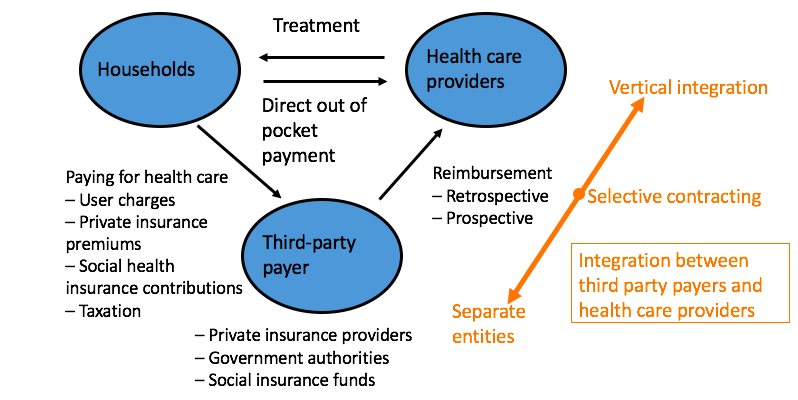 Treatment
Households
Health care
providers
Direct out of
pocket
payment
Vertical integration
Paying for health care
– User charges
– Private insurance
premiums
– Social health
insurance contributions
– Taxation
Reimbursement
– Retrospective
– Prospective
Selective contracting
Third-party
payer
Integration between
third party payers and
health care providers
Separate
entities
– Private insurance providers
– Government authorities
– Social insurance funds